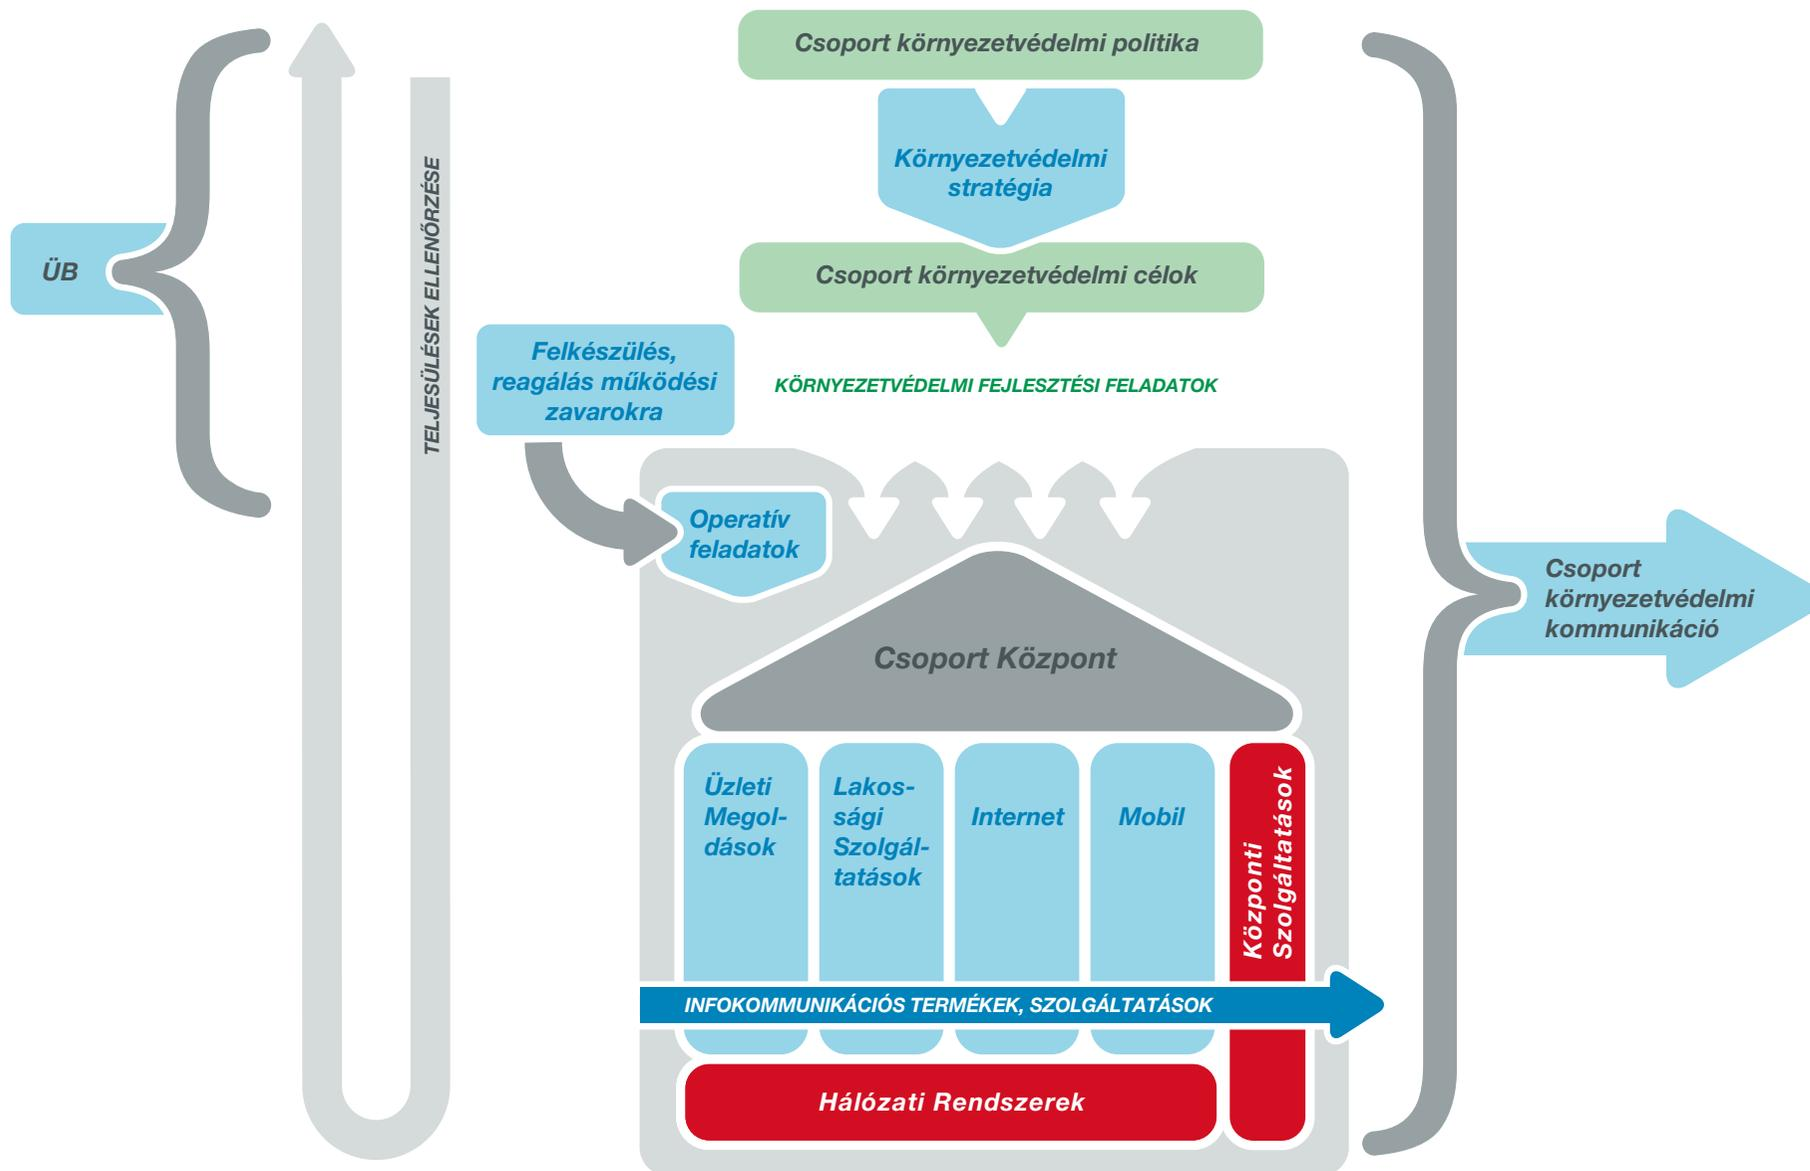 Csoport környezetvédelmi politika
Környezetvédelmi
stratégia
ÜB
TELJESÜLÉSEK ELLENŐRZÉSE
Csoport környezetvédelmi célok
Felkészülés,
reagálás működési
zavarokra
KÖRNYEZETVÉDELMI FEJLESZTÉSI FELADATOK
Operatív
feladatok
Csoport
környezetvédelmi
kommunikáció
Csoport Központ
Üzleti
Megol-
dások
Lakos-
sági
Szolgál-
tatások
Internet
Mobil
Központi
Szolgáltatások
INFOKOMMUNIKÁCIÓS TERMÉKEK, SZOLGÁLTATÁSOK
Hálózati Rendszerek